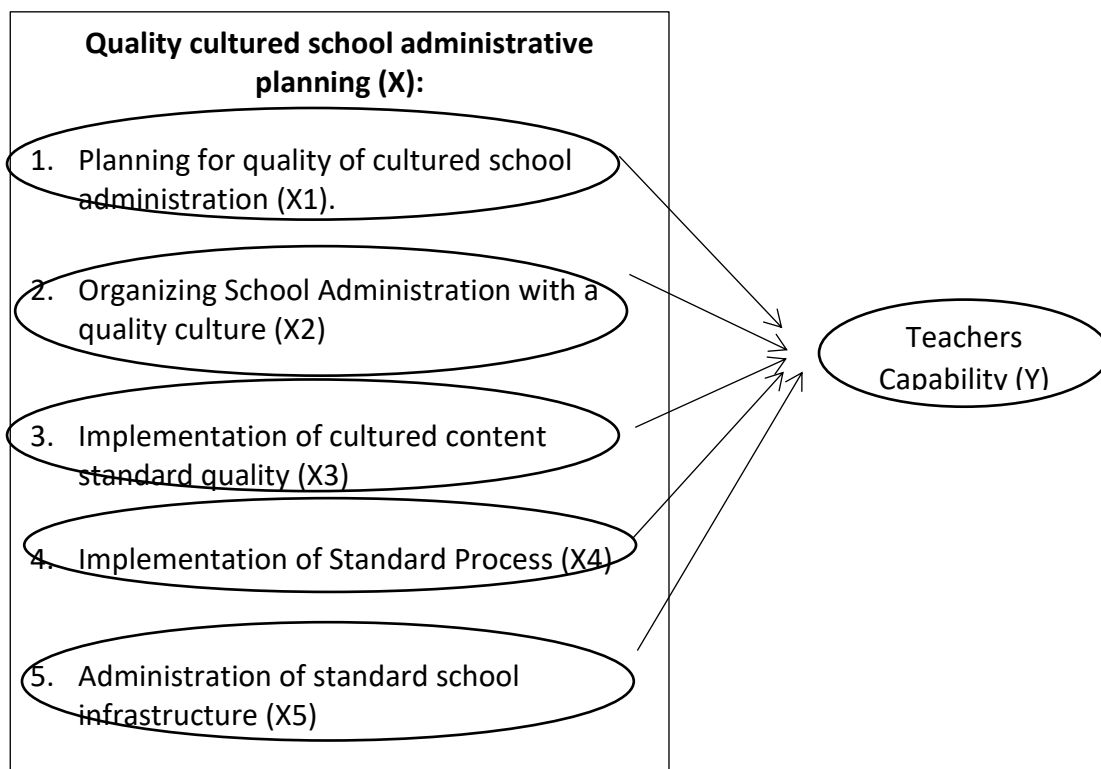 Quality cultured school administrative
planning (X):
1. Planning for quality of cultured school
administration (X1).
2. Organizing School Administration with a
quality culture (X2)
3. Implementation of cultured content
standard quality (X3)
4. Implementation of Standard Process (X4)
5. Administration of standard school
infrastructure (X5)
Teachers
Capability (Y)